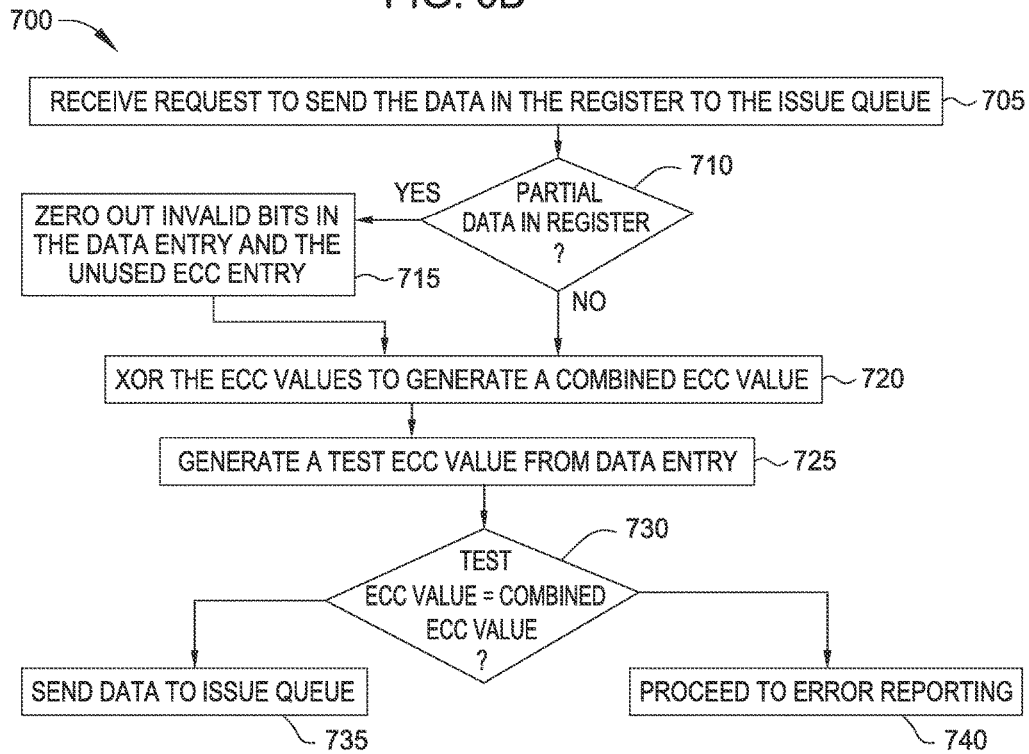 700
RECEIVE REQUEST TO SEND THE DATA IN THE REGISTER TO THE ISSUE QUEUE
705
710
PARTIAL
DATA IN REGISTER
?
YES
ZERO OUT INVALID BITS IN
THE DATA ENTRY AND THE
UNUSED ECC ENTRY
715
NO
XOR THE ECC VALUES TO GENERATE A COMBINED ECC VALUE
720
GENERATE A TEST ECC VALUE FROM DATA ENTRY
725
730
TEST
ECC VALUE = COMBINED
ECC VALUE
?
SEND DATA TO ISSUE QUEUE
735
PROCEED TO ERROR REPORTING
740